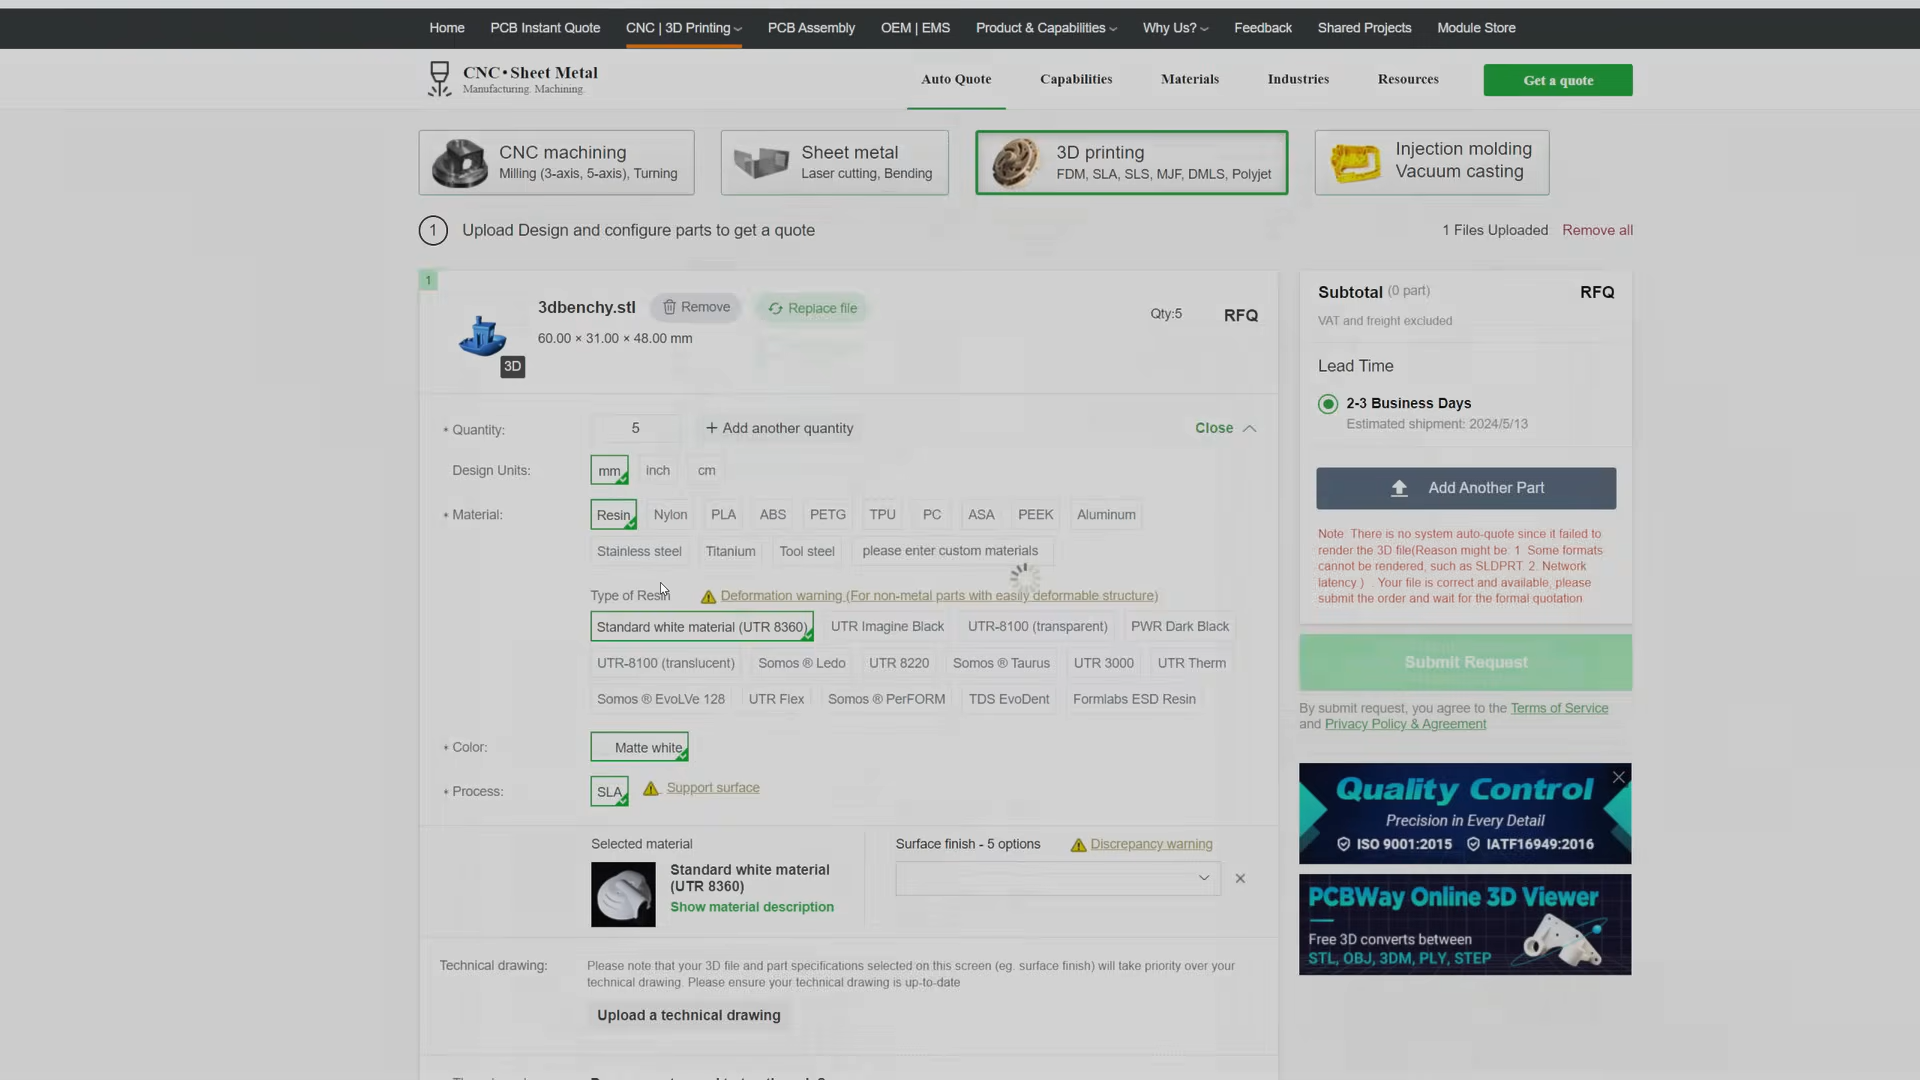 Home PCB Instant Quote CNC | 3D Printing PCB Assembly OEM | EMS Product & Capabilities Why Us? Feedback Shared Projects Module Store
CNC • Sheet Metal
Manufacturing. Machining.
Auto Quote Capabilities Materials Industries Resources Get a quote
CNC machining
Milling (3-axis, 5-axis), Turning
Sheet metal
Laser cutting, Bending
3D printing
FDM, SLA, SLS, MJF, DMLS, Polyjet
Injection molding
Vacuum casting
1 Upload Design and configure parts to get a quote 1 Files Uploaded Remove all
1
3dbenchy.stl Remove Replace file Qty:5 RFQ
60.00 × 31.00 × 48.00 mm
3D
* Quantity: 5 + Add another quantity Close
Design Units: mm inch cm
* Material: Resin Nylon PLA ABS PETG TPU PC ASA PEEK Aluminum
Stainless steel Titanium Tool steel please enter custom materials
Type of Resin Deformation warning (For non-metal parts with easily deformable structure)
Standard white material (UTR 8360) UTR Imagine Black UTR-8100 (transparent) PWR Dark Black
UTR-8100 (translucent) Somos ® Ledo UTR 8220 Somos ® Taurus UTR 3000 UTR Therm
Somos ® EvoLVe 128 UTR Flex Somos ® PerFORM TDS EvoDent Formlabs ESD Resin
* Color: Matte white
* Process: SLA Support surface
Selected material
Standard white material
(UTR 8360)
Show material description
Surface finish - 5 options Discrepancy warning
Technical drawing: Please note that your 3D file and part specifications selected on this screen (eg. surface finish) will take priority over your
technical drawing. Please ensure your technical drawing is up-to-date
Upload a technical drawing
Subtotal (0 part) RFQ
VAT and freight excluded
Lead Time
2-3 Business Days
Estimated shipment: 2024/5/13
Add Another Part
Note There is no system auto-quote since it failed to
render the 3D file(Reason might be: 1. Some formats
cannot be rendered, such as SLDPRT. 2. Network
latency.) . Your file is correct and available, please
submit the order and wait for the formal quotation
Submit Request
By submit request, you agree to the Terms of Service
and Privacy Policy & Agreement
Quality Control
Precision in Every Detail
ISO 9001:2015 IATF16949:2016
PCBWay Online 3D Viewer
Free 3D converts between
STL, OBJ, 3DM, PLY, STEP